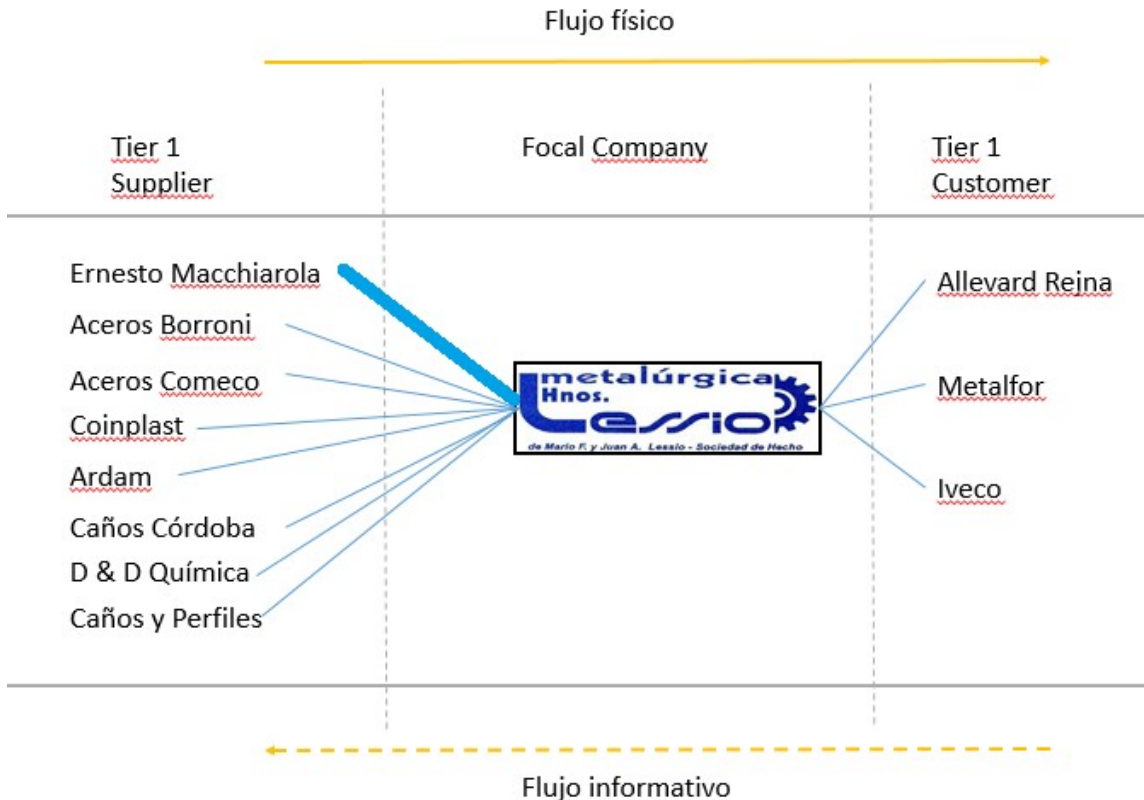 Flujo físico
Tier 1
Supplier
Focal Company
Tier 1
Customer
Ernesto Macchiarola
Aceros Borroni
Aceros Comeco
Coinplast
Ardam
Caños Córdoba
D & D Química
Caños y Perfiles
metalúrgica
Hnos.
Lessio
de Mario F. y Juan A. Lessio - Sociedad de Hecho
Allevard Rejna
Metalfor
Iveco
Flujo informativo